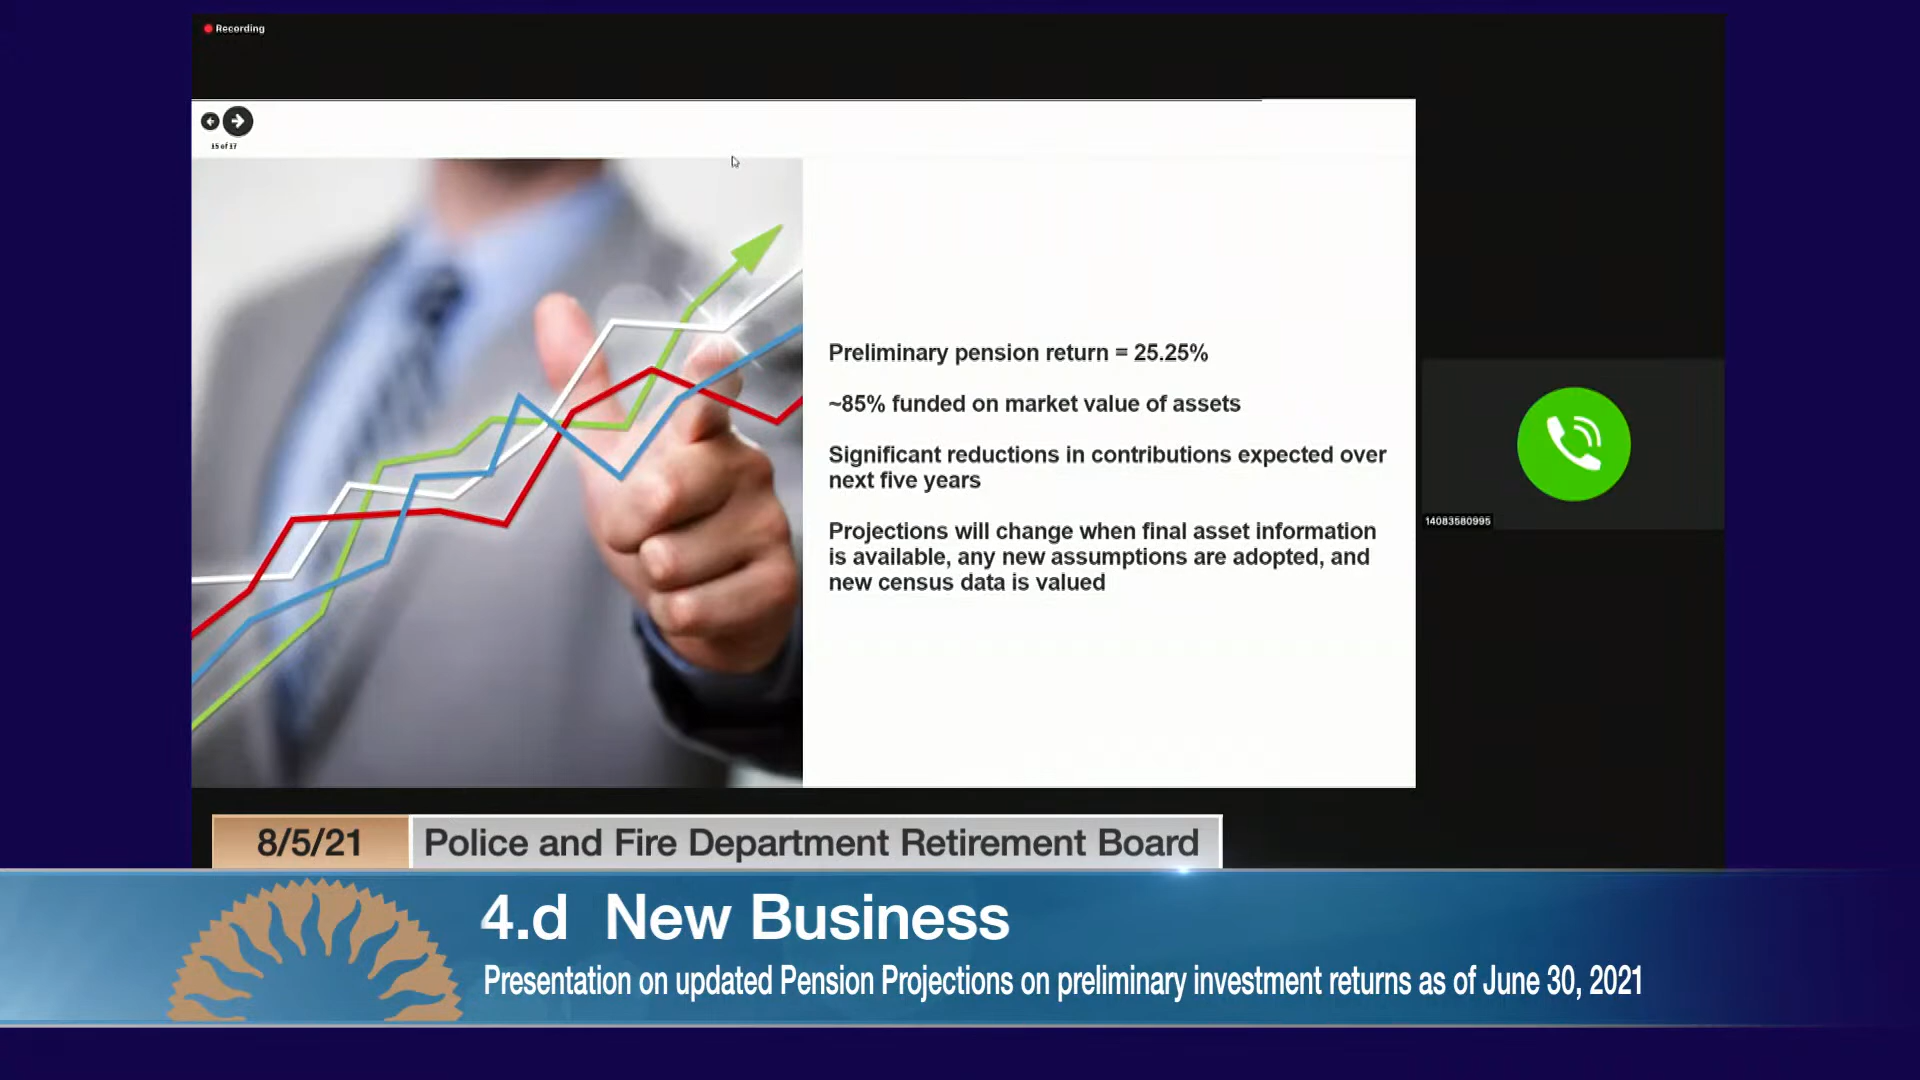 Recording
15 of 17
Preliminary pension return = 25.25%
~85% funded on market value of assets
Significant reductions in contributions expected over
next five years
Projections will change when final asset information
is available, any new assumptions are adopted, and
new census data is valued
14083580995
8/5/21
Police and Fire Department Retirement Board
4.d New Business
Presentation on updated Pension Projections on preliminary investment returns as of June 30, 2021